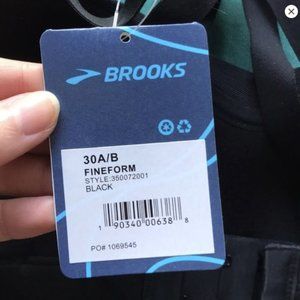 BROOKS
30A/B
FINEFORM
STYLE:350072001
BLACK
1 90340 00638 8
PO# 1069545